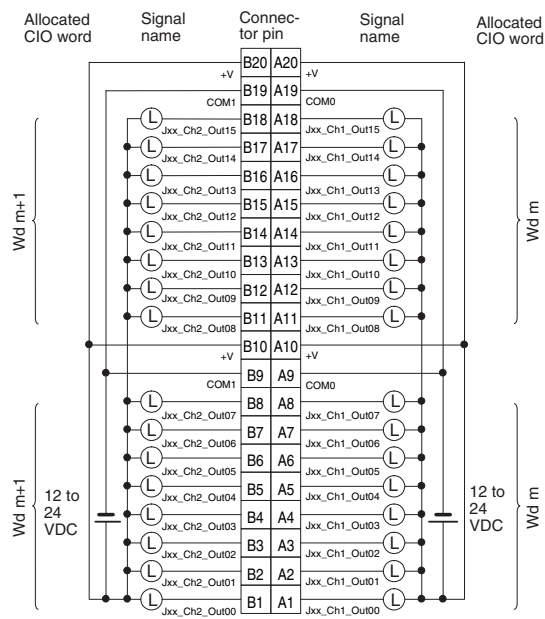 Allocated CIO word
Signal name
Connec-tor pin
Signal name
Allocated CIO word
B20 A20
+V +V
B19 A19
COM1 COM0
L B18 A18 L
Jxx_Ch2_Out15 Jxx_Ch1_Out15
L B17 A17 L
Jxx_Ch2_Out14 Jxx_Ch1_Out14
L B16 A16 L
Jxx_Ch2_Out13 Jxx_Ch1_Out13
L B15 A15 L
Jxx_Ch2_Out12 Jxx_Ch1_Out12
Wd m+1 Wd m
L B14 A14 L
Jxx_Ch2_Out11 Jxx_Ch1_Out11
L B13 A13 L
Jxx_Ch2_Out10 Jxx_Ch1_Out10
L B12 A12 L
Jxx_Ch2_Out09 Jxx_Ch1_Out09
L B11 A11 L
Jxx_Ch2_Out08 Jxx_Ch1_Out08
B10 A10
+V +V
B9 A9
COM1 COM0
L B8 A8 L
Jxx_Ch2_Out07 Jxx_Ch1_Out07
L B7 A7 L
Jxx_Ch2_Out06 Jxx_Ch1_Out06
L B6 A6 L
Jxx_Ch2_Out05 Jxx_Ch1_Out05
L B5 A5 L
Jxx_Ch2_Out04 Jxx_Ch1_Out04
Wd m+1 Wd m
12 to 24 VDC
12 to 24 VDC
L B4 A4 L
Jxx_Ch2_Out03 Jxx_Ch1_Out03
L B3 A3 L
Jxx_Ch2_Out02 Jxx_Ch1_Out02
L B2 A2 L
Jxx_Ch2_Out01 Jxx_Ch1_Out01
L B1 A1 L
Jxx_Ch2_Out00 Jxx_Ch1_Out00